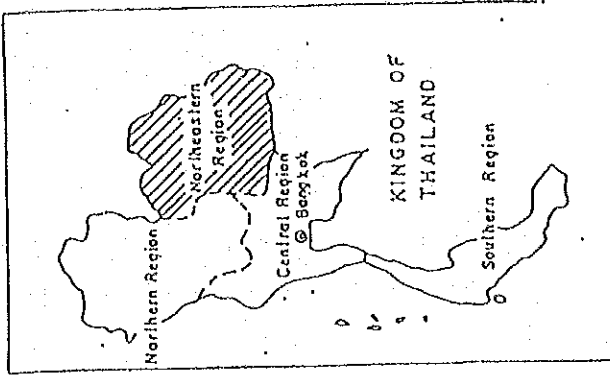 Northern Region
Northeastern
Region
Central Region
Bangkok
KINGDOM OF
THAILAND
Southern Region